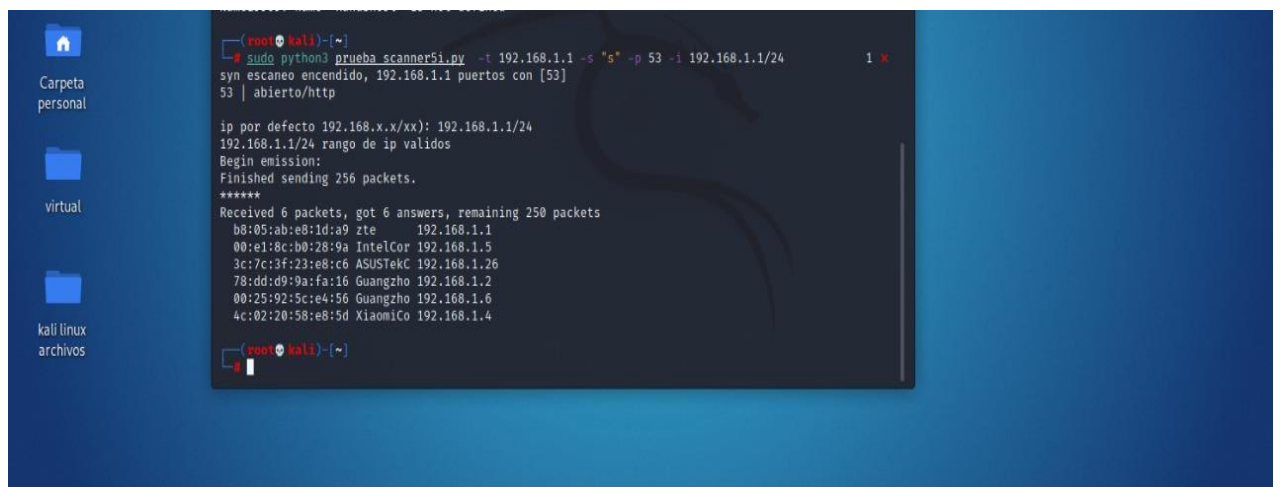 Carpeta
personal
virtual
kali linux
archivos
(root💀kali)-[~]
# sudo python3 prueba_scanner5i.py -t 192.168.1.1 -s "s" -p 53 -i 192.168.1.1/24 1 ×
syn escaneo encendido, 192.168.1.1 puertos con [53]
53 | abierto/http
ip por defecto 192.168.x.x/xx): 192.168.1.1/24
192.168.1.1/24 rango de ip validos
Begin emission:
Finished sending 256 packets.
******
Received 6 packets, got 6 answers, remaining 250 packets
b8:05:ab:e8:1d:a9 zte 192.168.1.1
00:e1:8c:b0:28:9a IntelCor 192.168.1.5
3c:7c:3f:23:e8:c6 ASUSTekC 192.168.1.26
78:dd:d9:9a:fa:16 Guangzho 192.168.1.2
00:25:92:5c:e4:56 Guangzho 192.168.1.6
4c:02:20:58:e8:5d XiaomiCo 192.168.1.4
(root💀kali)-[~]
#